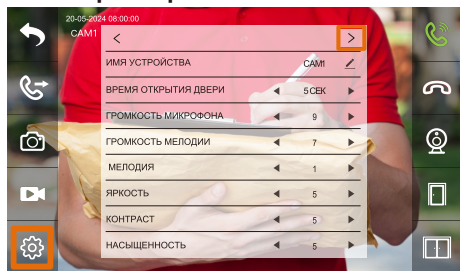 20-05-2024 08:00:00
CAM1
ИМЯ УСТРОЙСТВА CAM1
ВРЕМЯ ОТКРЫТИЯ ДВЕРИ 5 СЕК
ГРОМКОСТЬ МИКРОФОНА 9
ГРОМКОСТЬ МЕЛОДИИ 7
МЕЛОДИЯ 1
ЯРКОСТЬ 5
КОНТРАСТ 5
НАСЫЩЕННОСТЬ 5